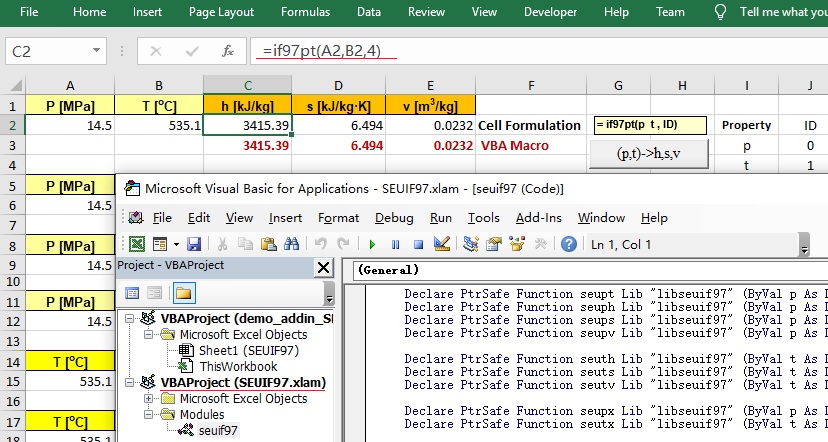 File Home Insert Page Layout Formulas Data Review View Developer Help Team Tell me what you
C2 fx =if97pt(A2,B2,4)
A B C D E F G H I J
1 P [MPa] T [°C] h [kJ/kg] s [kJ/kg·K] v [m³/kg]
2 14.5 535.1 3415.39 6.494 0.0232 Cell Formulation = if97pt(p t , ID) Property ID
3 3415.39 6.494 0.0232 VBA Macro (p,t)->h,s,v p 0
4 t 1
5 P [MPa]
6 14.5
7
8 P [MPa]
9 14.5
10
11 P [MPa]
12 14.5
13
14 T [°C]
15 535.1
16
17 T [°C]
18 535.1
Microsoft Visual Basic for Applications - SEUIF97.xlam - [seuif97 (Code)]
File Edit View Insert Format Debug Run Tools Add-Ins Window Help
Ln 1, Col 1
Project - VBAProject
VBAProject (demo_addin_SE
Microsoft Excel Objects
Sheet1 (SEUIF97)
ThisWorkbook
VBAProject (SEUIF97.xlam)
Microsoft Excel Objects
Modules
seuif97
(General)
Declare PtrSafe Function seupt Lib "libseuif97" (ByVal p As D
Declare PtrSafe Function seuph Lib "libseuif97" (ByVal p As D
Declare PtrSafe Function seups Lib "libseuif97" (ByVal p As D
Declare PtrSafe Function seupv Lib "libseuif97" (ByVal p As D
Declare PtrSafe Function seuth Lib "libseuif97" (ByVal t As D
Declare PtrSafe Function seuts Lib "libseuif97" (ByVal t As D
Declare PtrSafe Function seutv Lib "libseuif97" (ByVal t As D
Declare PtrSafe Function seupx Lib "libseuif97" (ByVal p As D
Declare PtrSafe Function seutx Lib "libseuif97" (ByVal t As D